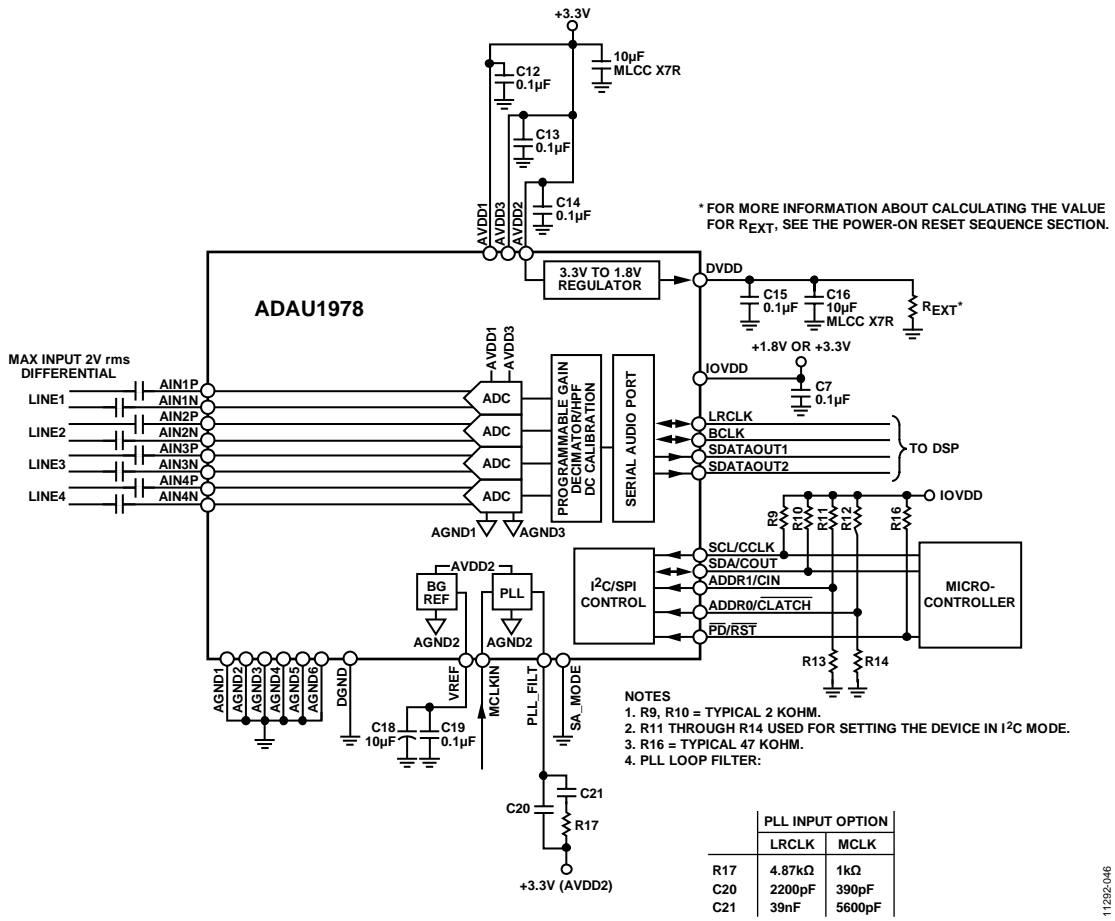 +3.3V
10µF
MLCC X7R
C12
0.1µF
C13
0.1µF
C14
0.1µF
AVDD1
AVDD3
AVDD2
* FOR MORE INFORMATION ABOUT CALCULATING THE VALUE
FOR REXT, SEE THE POWER-ON RESET SEQUENCE SECTION.
ADAU1978
3.3V TO 1.8V
REGULATOR
DVDD
C15
0.1µF
C16
10µF
MLCC X7R
REXT*
+1.8V OR +3.3V
IOVDD
C7
0.1µF
MAX INPUT 2V rms
DIFFERENTIAL
LINE1
LINE2
LINE3
LINE4
AIN1P
AIN1N
AIN2P
AIN2N
AIN3P
AIN3N
AIN4P
AIN4N
AVDD1
AVDD3
ADC
ADC
ADC
ADC
AGND1
AGND3
PROGRAMMABLE GAIN
DECIMATOR/HPF
DC CALIBRATION
SERIAL AUDIO PORT
LRCLK
BCLK
SDATAOUT1
SDATAOUT2
TO DSP
IOVDD
R9
R10
R11
R12
R16
I2C/SPI
CONTROL
SCL/CCLK
SDA/COUT
ADDR1/CIN
ADDR0/CLATCH
PD/RST
MICRO-
CONTROLLER
R13
R14
AVDD2
BG
REF
PLL
AGND2
AGND2
AGND1
AGND2
AGND3
AGND4
AGND5
AGND6
DGND
VREF
MCLKIN
PLL_FILT
SA_MODE
C18
10µF
C19
0.1µF
C20
C21
R17
+3.3V (AVDD2)
NOTES
1. R9, R10 = TYPICAL 2 KOHM.
2. R11 THROUGH R14 USED FOR SETTING THE DEVICE IN I2C MODE.
3. R16 = TYPICAL 47 KOHM.
4. PLL LOOP FILTER:
PLL INPUT OPTION
LRCLK MCLK
R17 4.87kΩ 1kΩ
C20 2200pF 390pF
C21 39nF 5600pF
11292-046